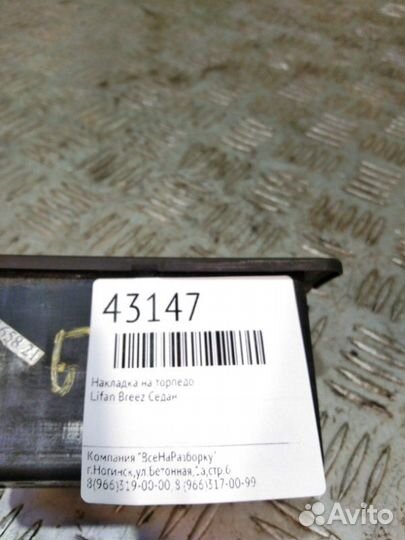 43147
Накладка на торпедо
Lifan Breez Седан
Компания "ВсеНаРазборку"
г.Ногинск,ул.Бетонная,1а,стр.6
8(966)319-00-00, 8(966)317-00-99
Avito